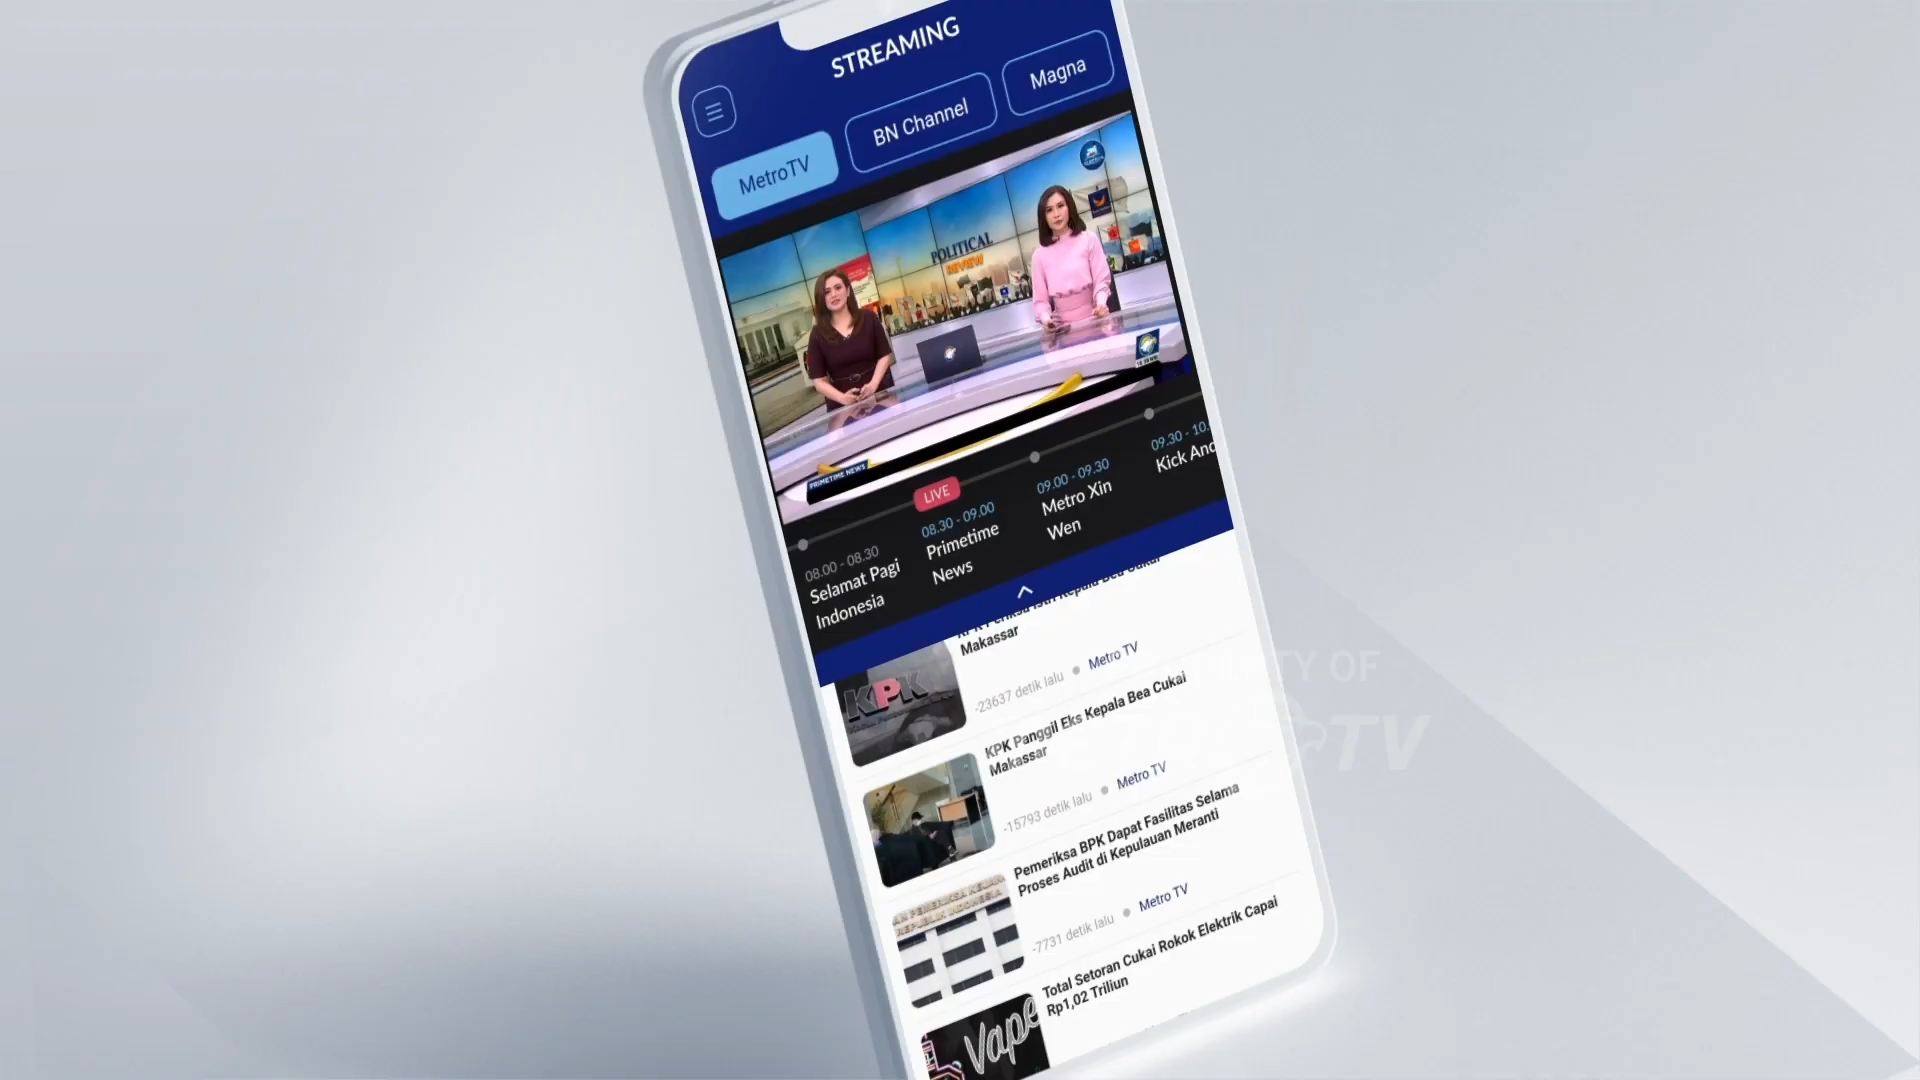 STREAMING
MetroTV
BN Channel
Magna
POLITICAL
REVIEW
PRIMETIME NEWS
LIVE
08.00 - 08.30
Selamat Pagi
Indonesia
08.30 - 09.00
Primetime
News
09.00 - 09.30
Metro Xin
Wen
09.30 - 10.
Kick And
Makassar
KPK
-23637 detik lalu
Metro TV
KPK Panggil Eks Kepala Bea Cukai
Makassar
-15793 detik lalu
Metro TV
Pemeriksa BPK Dapat Fasilitas Selama
Proses Audit di Kepulauan Meranti
REPUBLIK INDONESIA
-7731 detik lalu
Metro TV
Total Setoran Cukai Rokok Elektrik Capai
Rp1,02 Triliun
Vape
TY OF
TV